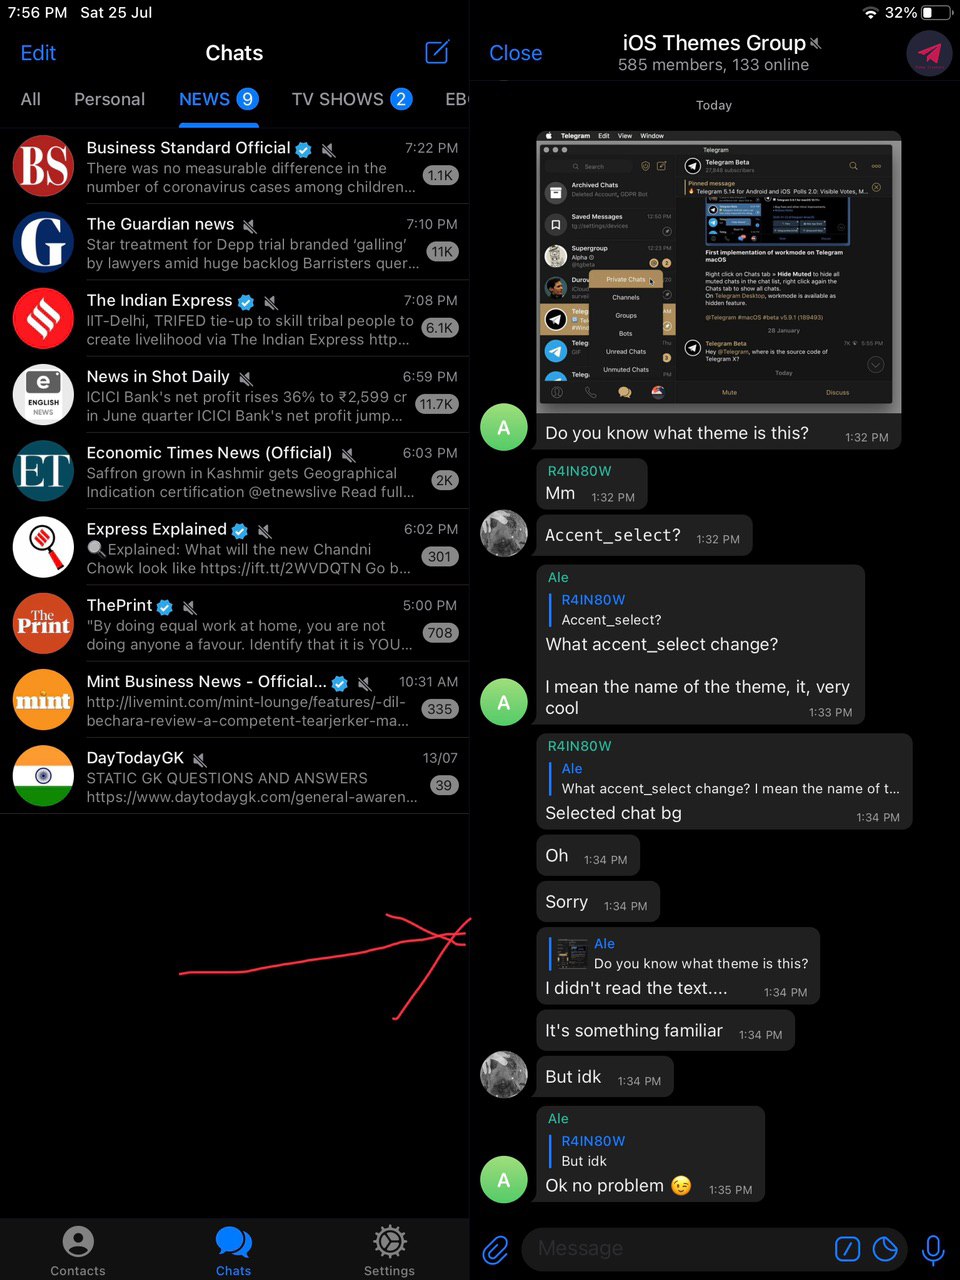 7:56 PM Sat 25 Jul
32%
Edit
Chats
All
Personal
NEWS 9
TV SHOWS 2
BS
Business Standard Official
7:22 PM
There was no measurable difference in the
number of coronavirus cases among children...
1.1K
G
The Guardian news
7:10 PM
Star treatment for Depp trial branded ‘galling’
by lawyers amid huge backlog Barristers quer...
11K
The Indian Express
7:08 PM
IIT-Delhi, TRIFED tie-up to skill tribal people to
create livelihood via The Indian Express http...
6.1K
e
ENGLISH
NEWS
News in Shot Daily
6:59 PM
ICICI Bank's net profit rises 36% to ₹2,599 cr
in June quarter ICICI Bank's net profit jump...
11.7K
ET
Economic Times News (Official)
6:03 PM
Saffron grown in Kashmir gets Geographical
Indication certification @etnewslive Read full...
2K
Express Explained
6:02 PM
🔍Explained: What will the new Chandni
Chowk look like https://ift.tt/2WVDQTN Go b...
301
The
Print
ThePrint
5:00 PM
"By doing equal work at home, you are not
doing anyone a favour. Identify that it is YOU...
708
mint
Mint Business News - Official...
10:31 AM
http://livemint.com/mint-lounge/features/-dil-
bechara-review-a-competent-tearjerker-ma...
335
DayTodayGK
13/07
STATIC GK QUESTIONS AND ANSWERS
https://www.daytodaygk.com/general-awaren...
39
Contacts
Chats
Settings
Close
iOS Themes Group
585 members, 133 online
Today
Telegram Edit View Window
Telegram
Search
Archived Chats
Deleted Account, GDPR Bot
Saved Messages
12:50 PM
tg://settings/devices
Supergroup
12:23 PM
Alpha
@tgbeta
2
Private Chats
Channels
Groups
Bots
Unread Chats
Unmuted Chats
Telegram Beta
27,848 subscribers
Pinned message
Telegram 5.14 for Android and iOS Polls 2.0: Visible Votes, M...
First implementation of workmode on Telegram
macOS
Right click on Chats tab » Hide Muted to hide all
muted chats in the chat list, right click again the
Chats tab to show all chats.
On Telegram Desktop, workmode is available as
hidden feature.
@Telegram #macOS #beta v5.9.1 (189493)
28 January
Telegram Beta
7K 5:55 PM
Hey @Telegram, where is the source code of
Telegram X?
Today
Mute
Discuss
A
Do you know what theme is this?
1:32 PM
R4IN80W
Mm 1:32 PM
Accent_select? 1:32 PM
Ale
R4IN80W
Accent_select?
What accent_select change?
I mean the name of the theme, it, very
cool
1:33 PM
A
R4IN80W
Ale
What accent_select change? I mean the name of t...
Selected chat bg
1:34 PM
Oh 1:34 PM
Sorry 1:34 PM
Ale
Do you know what theme is this?
I didn't read the text....
1:34 PM
It's something familiar 1:34 PM
But idk 1:34 PM
Ale
R4IN80W
But idk
Ok no problem 😉
1:35 PM
A
Message